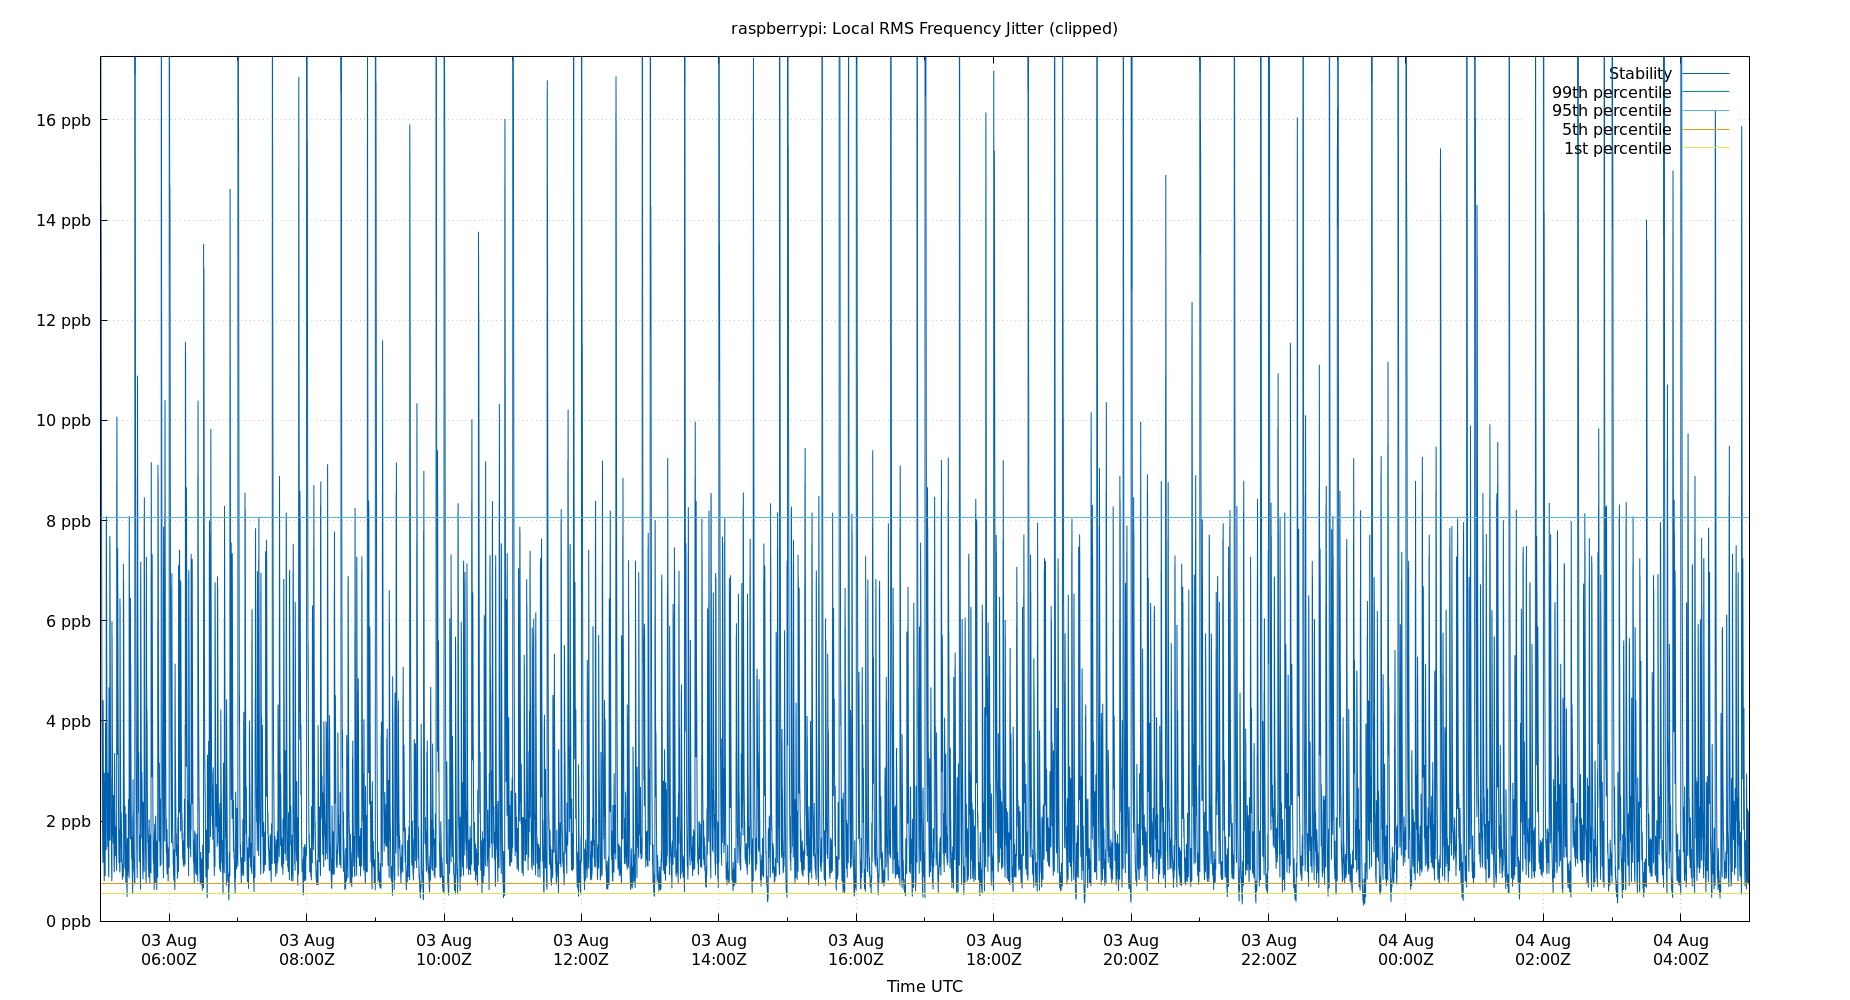 raspberrypi: Local RMS Frequency Jitter (clipped)
Stability
99th percentile
95th percentile
5th percentile
1st percentile
16 ppb
14 ppb
12 ppb
10 ppb
8 ppb
6 ppb
4 ppb
2 ppb
0 ppb
03 Aug 03 Aug 03 Aug 03 Aug 03 Aug 03 Aug 03 Aug 03 Aug 03 Aug 04 Aug 04 Aug 04 Aug
06:00Z 08:00Z 10:00Z 12:00Z 14:00Z 16:00Z 18:00Z 20:00Z 22:00Z 00:00Z 02:00Z 04:00Z
Time UTC